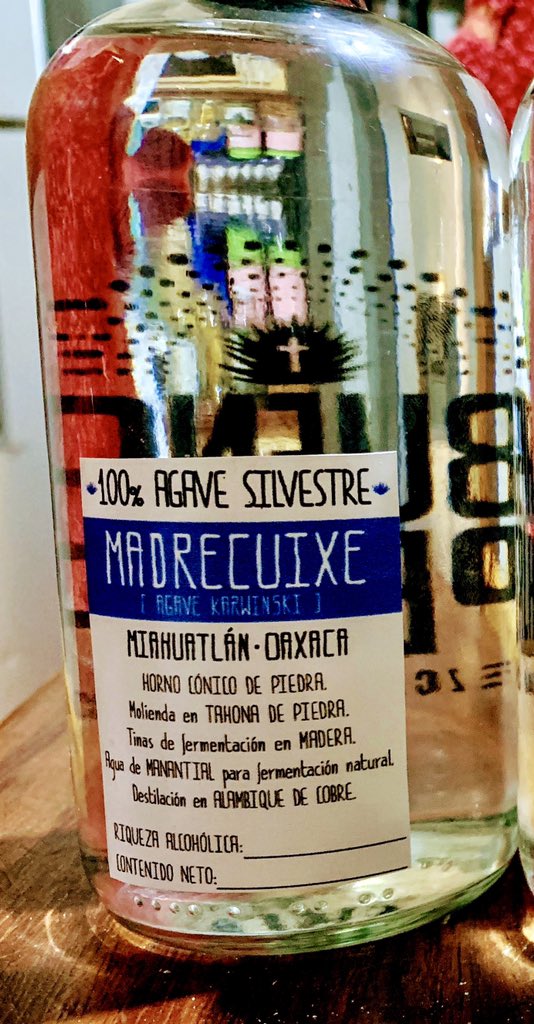 100% AGAVE SILVESTRE
MADRECUIXE
[ AGAVE KARWINSKI ]
MIAHUATLÁN · OAXACA
HORNO CÓNICO DE PIEDRA.
Molienda en TAHONA DE PIEDRA.
Tinas de fermentación en MADERA.
Agua de MANANTIAL para fermentación natural.
Destilación en ALAMBIQUE DE COBRE.
RIQUEZA ALCOHÓLICA:
CONTENIDO NETO: